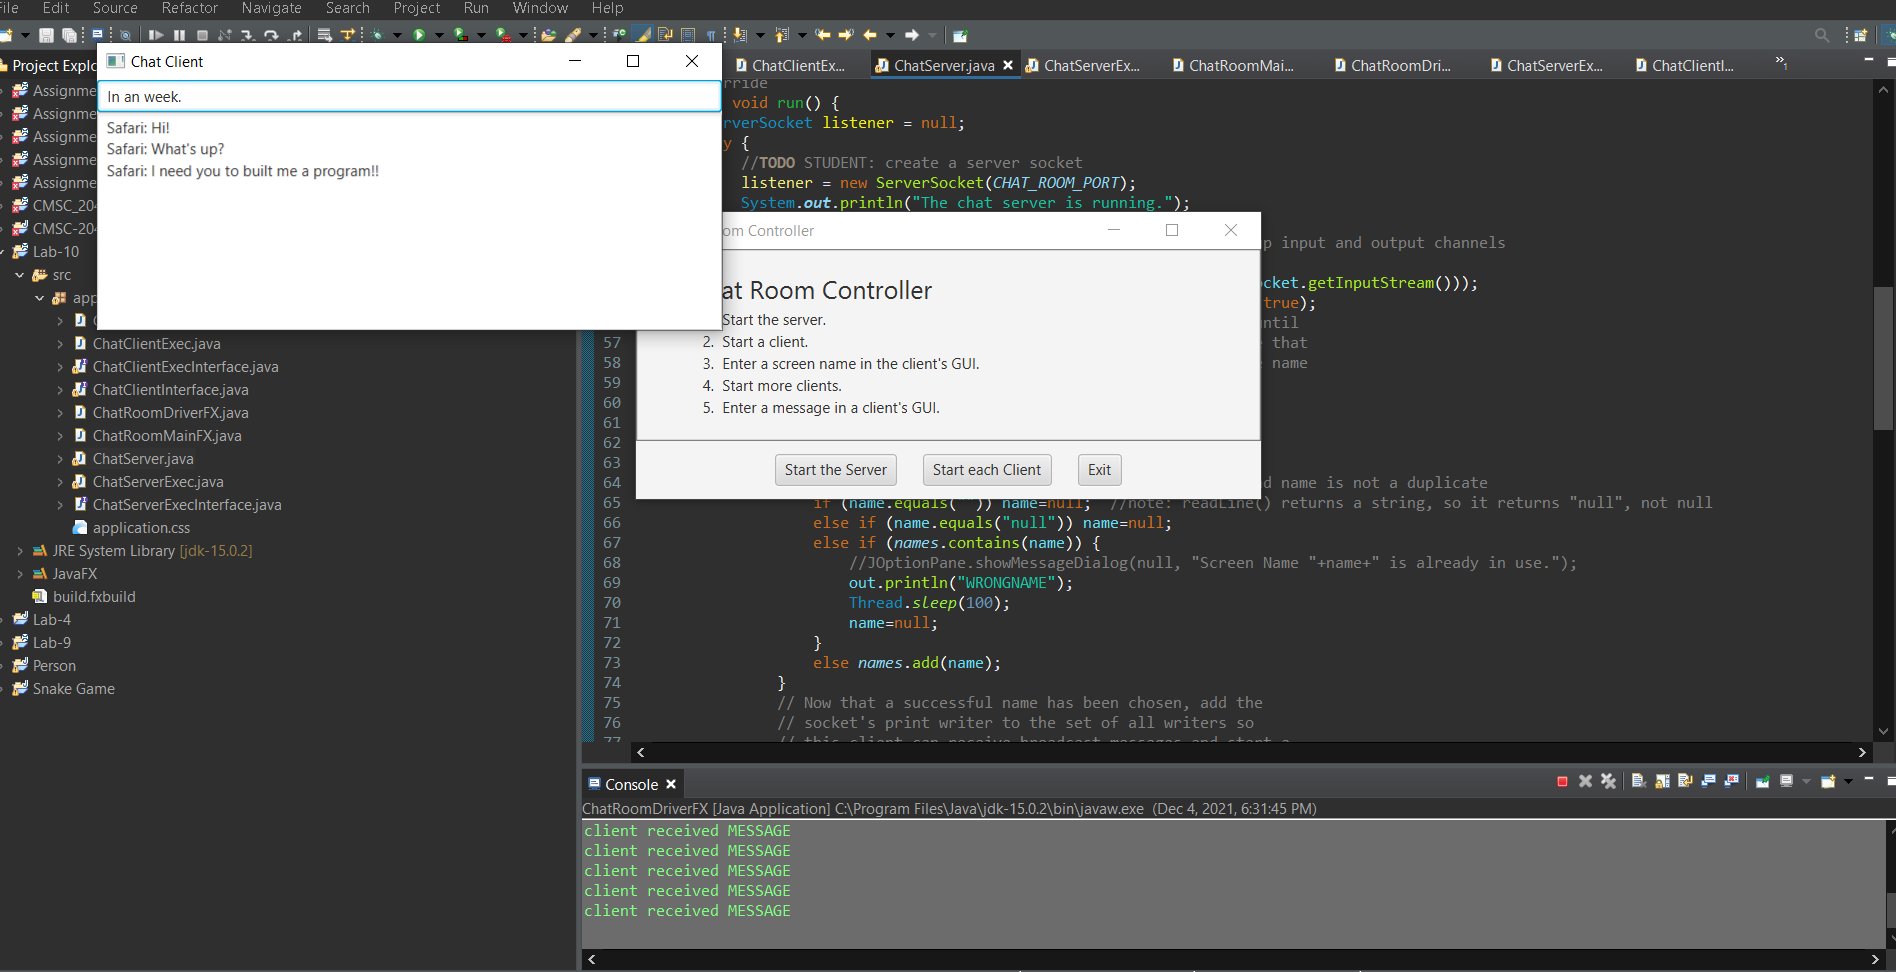 File Edit Source Refactor Navigate Search Project Run Window Help
Project Explo
Assignme
Assignme
Assignme
Assignme
Assignme
CMSC_204
CMSC-204
Lab-10
src
app
ChatClientExec.java
ChatClientExecInterface.java
ChatClientInterface.java
ChatRoomDriverFX.java
ChatRoomMainFX.java
ChatServer.java
ChatServerExec.java
ChatServerExecInterface.java
application.css
JRE System Library [jdk-15.0.2]
JavaFX
build.fxbuild
Lab-4
Lab-9
Person
Snake Game
Chat Client
In an week.
Safari: Hi!
Safari: What's up?
Safari: I need you to built me a program!!
ChatClientEx... ChatServer.java ChatServerEx... ChatRoomMai... ChatRoomDri... ChatServerEx... ChatClientI... »1
rride
void run() {
rverSocket listener = null;
y {
//TODO STUDENT: create a server socket
listener = new ServerSocket(CHAT_ROOM_PORT);
System.out.println("The chat server is running.");
p input and output channels
cket.getInputStream()));
true);
ntil
57 that
58 name
59
60
61
62
63
64 d name is not a duplicate
65 if (name.equals("")) name=null; //note: readLine() returns a string, so it returns "null", not null
66 else if (name.equals("null")) name=null;
67 else if (names.contains(name)) {
68 //JOptionPane.showMessageDialog(null, "Screen Name "+name+" is already in use.");
69 out.println("WRONGNAME");
70 Thread.sleep(100);
71 name=null;
72 }
73 else names.add(name);
74 }
75 // Now that a successful name has been chosen, add the
76 // socket's print writer to the set of all writers so
77 // this client can receive broadcast messages and start a
om Controller
at Room Controller
Start the server.
2. Start a client.
3. Enter a screen name in the client's GUI.
4. Start more clients.
5. Enter a message in a client's GUI.
Start the Server Start each Client Exit
Console
ChatRoomDriverFX [Java Application] C:\Program Files\Java\jdk-15.0.2\bin\javaw.exe (Dec 4, 2021, 6:31:45 PM)
client received MESSAGE
client received MESSAGE
client received MESSAGE
client received MESSAGE
client received MESSAGE